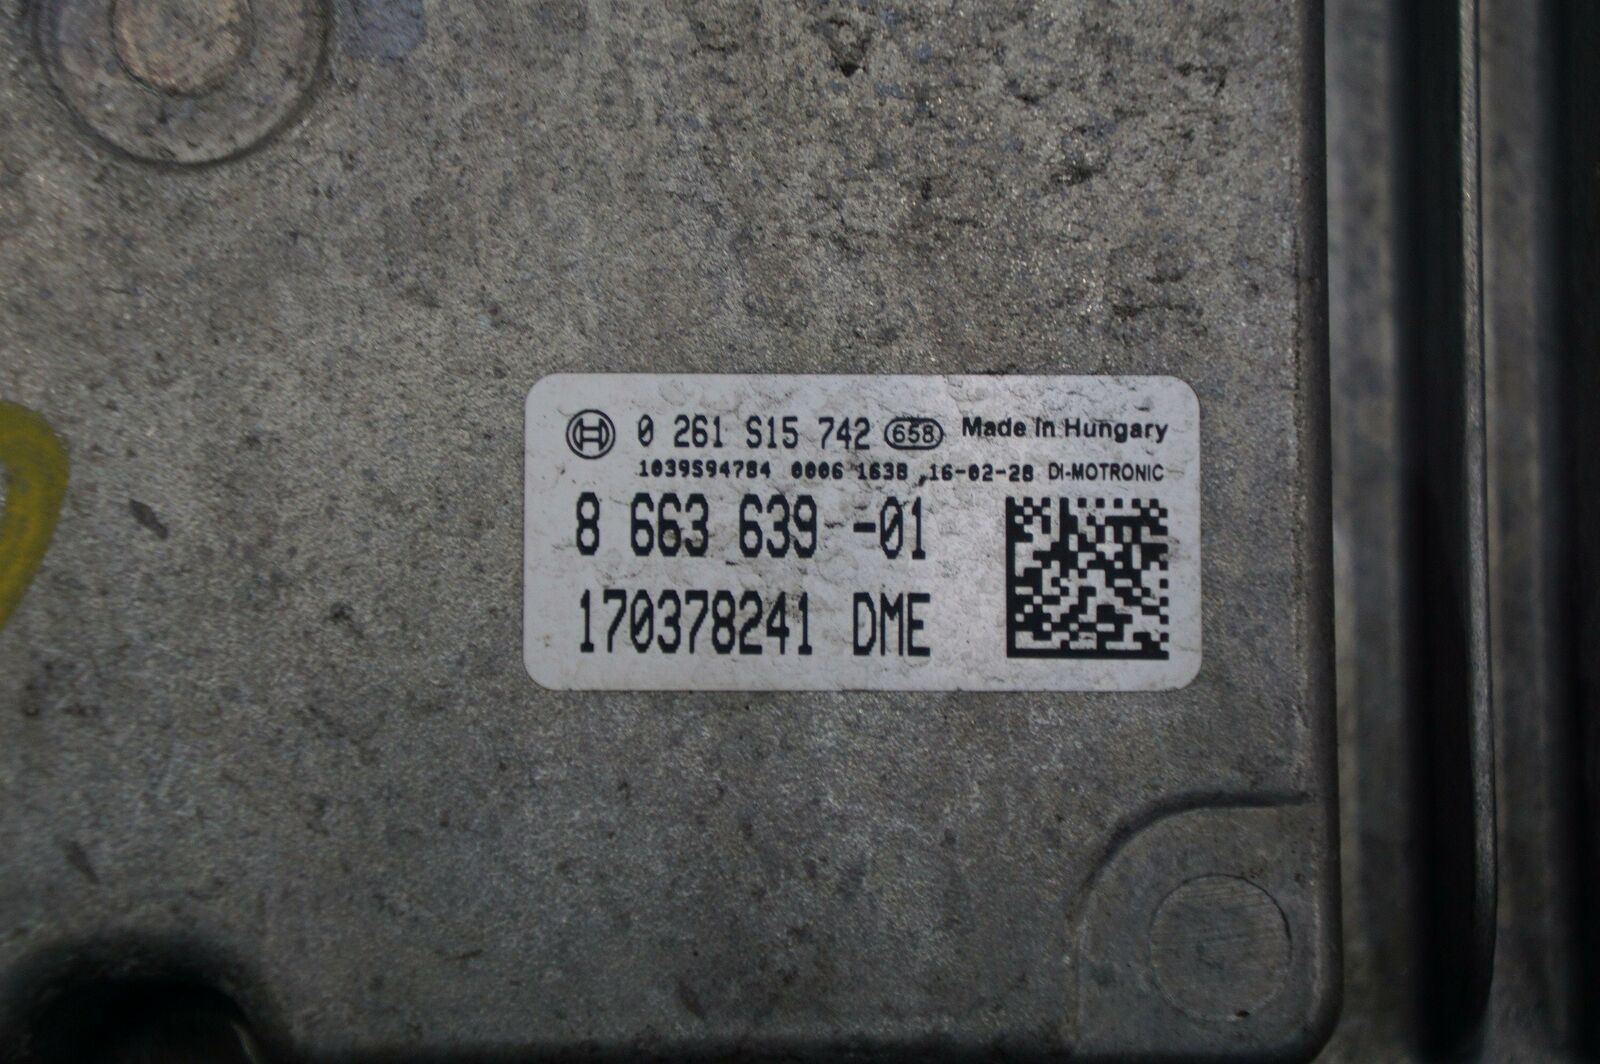 0 261 S15 742 658 Made in Hungary
1039S94784 0006 1638 ,16-02-28 DI-MOTRONIC
8 663 639 -01
170378241 DME